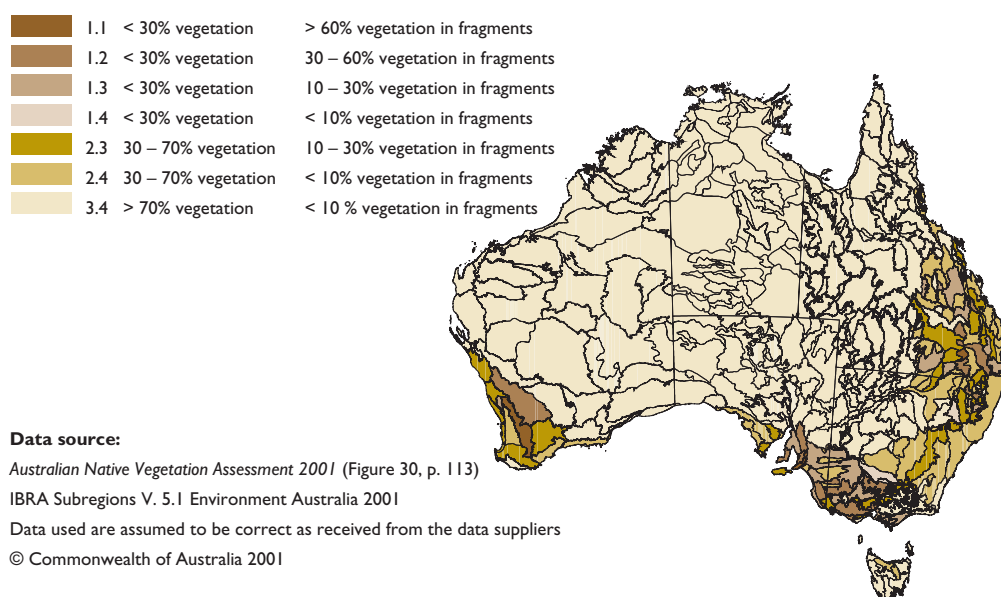 1.1 < 30% vegetation > 60% vegetation in fragments
1.2 < 30% vegetation 30 – 60% vegetation in fragments
1.3 < 30% vegetation 10 – 30% vegetation in fragments
1.4 < 30% vegetation < 10% vegetation in fragments
2.3 30 – 70% vegetation 10 – 30% vegetation in fragments
2.4 30 – 70% vegetation < 10% vegetation in fragments
3.4 > 70% vegetation < 10 % vegetation in fragments
Data source:
Australian Native Vegetation Assessment 2001 (Figure 30, p. 113)
IBRA Subregions V. 5.1 Environment Australia 2001
Data used are assumed to be correct as received from the data suppliers
© Commonwealth of Australia 2001